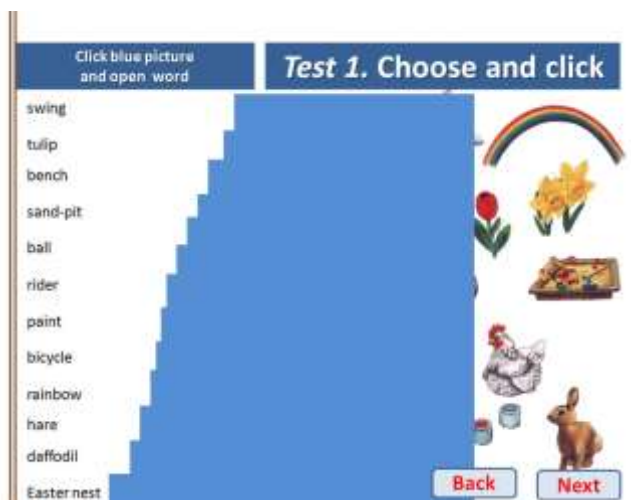 Click blue picture
and open word
Test 1. Choose and click
swing
tulip
bench
sand-pit
ball
rider
paint
bicycle
rainbow
hare
daffodil
Easter nest
Back
Next